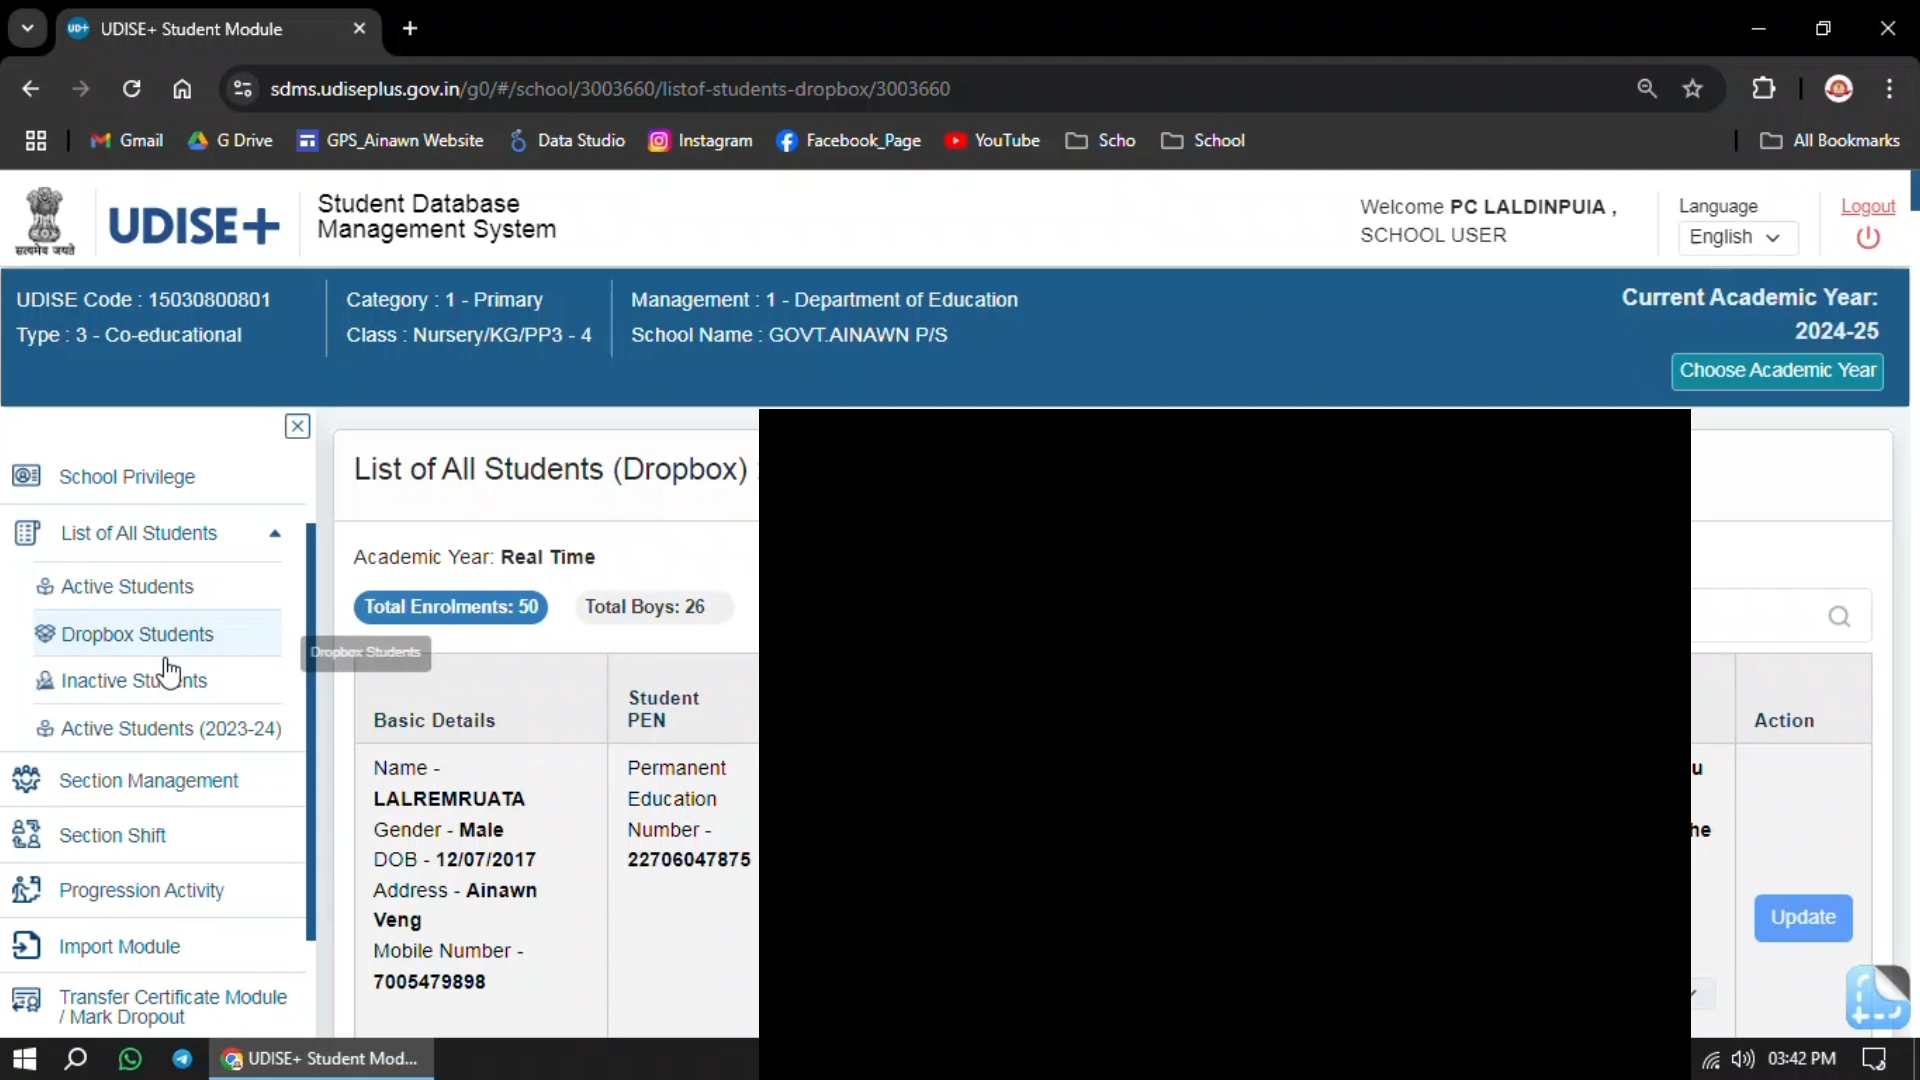 UDISE+ Student Module
sdms.udiseplus.gov.in/g0/#/school/3003660/listof-students-dropbox/3003660
Gmail
G Drive
GPS_Ainawn Website
Data Studio
Instagram
Facebook_Page
YouTube
Scho
School
All Bookmarks
सत्यमेव जयते
UDISE+
Student Database
Management System
Welcome PC LALDINPUIA ,
SCHOOL USER
Language
English
Logout
UDISE Code : 15030800801
Type : 3 - Co-educational
Category : 1 - Primary
Class : Nursery/KG/PP3 - 4
Management : 1 - Department of Education
School Name : GOVT.AINAWN P/S
Current Academic Year:
2024-25
Choose Academic Year
School Privilege
List of All Students
Active Students
Dropbox Students
Inactive Students
Active Students (2023-24)
Section Management
Section Shift
Progression Activity
Import Module
Transfer Certificate Module
/ Mark Dropout
Dropbox Students
List of All Students (Dropbox)
Academic Year: Real Time
Total Enrolments: 50
Total Boys: 26
Basic Details
Student
PEN
Action
Name -
LALREMRUATA
Gender - Male
DOB - 12/07/2017
Address - Ainawn
Veng
Mobile Number -
7005479898
Permanent
Education
Number -
22706047875
Update
UDISE+ Student Mod...
03:42 PM